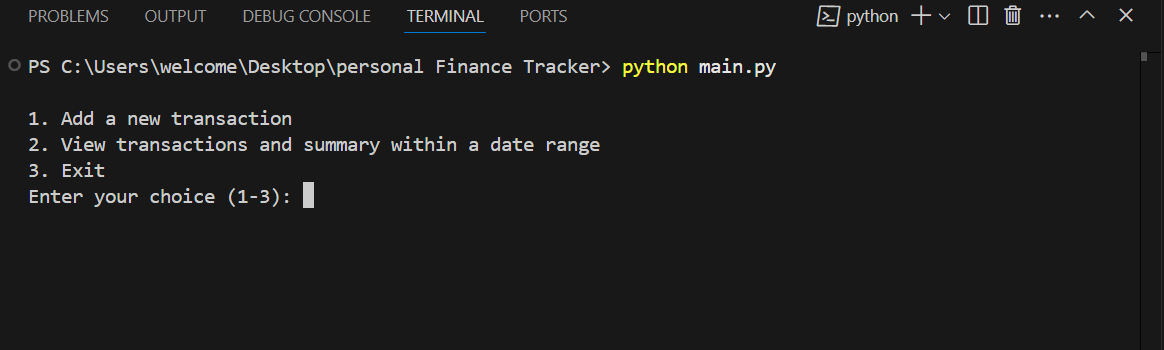 PROBLEMS OUTPUT DEBUG CONSOLE TERMINAL PORTS python
PS C:\Users\welcome\Desktop\personal Finance Tracker> python main.py
1. Add a new transaction
2. View transactions and summary within a date range
3. Exit
Enter your choice (1-3):